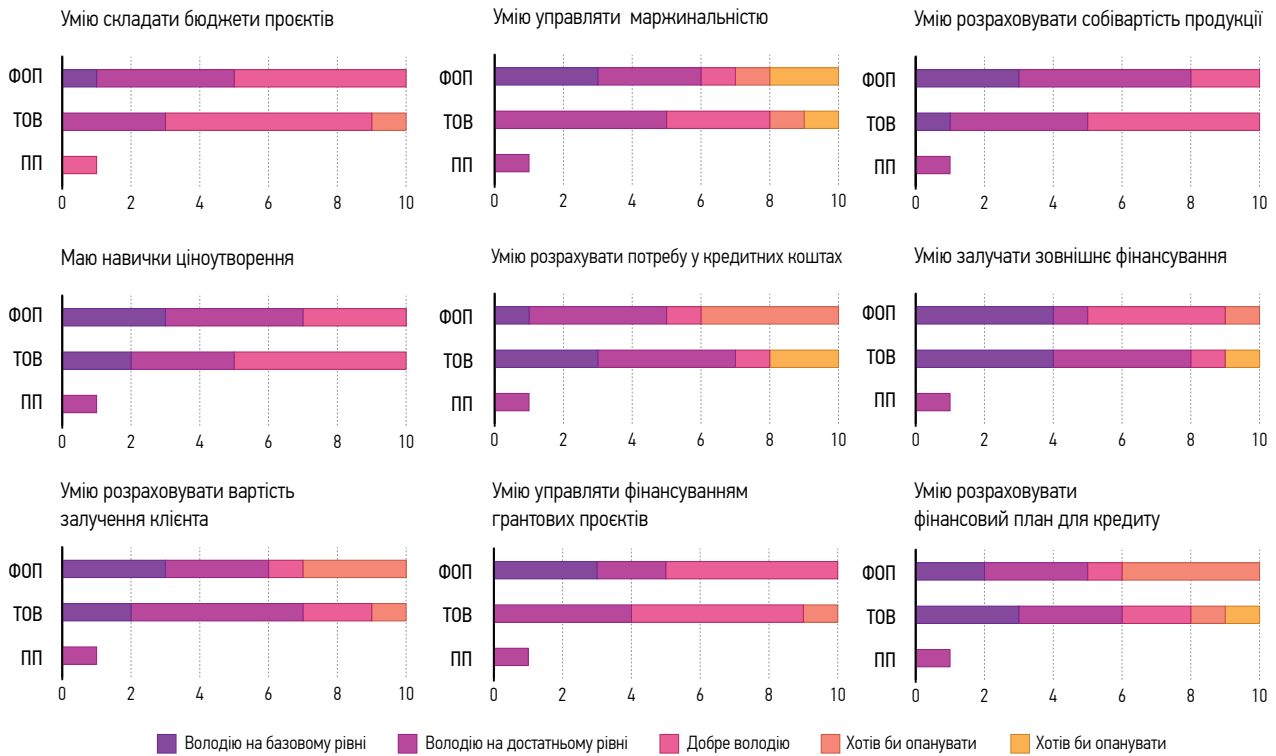 Умію складати бюджети проєктів
ФОП
ТОВ
ПП
0 2 4 6 8 10
Умію управляти маржинальністю
ФОП
ТОВ
ПП
0 2 4 6 8 10
Умію розраховувати собівартість продукції
ФОП
ТОВ
ПП
0 2 4 6 8 10
Маю навички ціноутворення
ФОП
ТОВ
ПП
0 2 4 6 8 10
Умію розрахувати потребу у кредитних коштах
ФОП
ТОВ
ПП
0 2 4 6 8 10
Умію залучати зовнішнє фінансування
ФОП
ТОВ
ПП
0 2 4 6 8 10
Умію розраховувати вартість
залучення клієнта
ФОП
ТОВ
ПП
0 2 4 6 8 10
Умію управляти фінансуванням
грантових проєктів
ФОП
ТОВ
ПП
0 2 4 6 8 10
Умію розраховувати
фінансовий план для кредиту
ФОП
ТОВ
ПП
0 2 4 6 8 10
Володію на базовому рівні Володію на достатньому рівні Добре володію Хотів би опанувати Хотів би опанувати